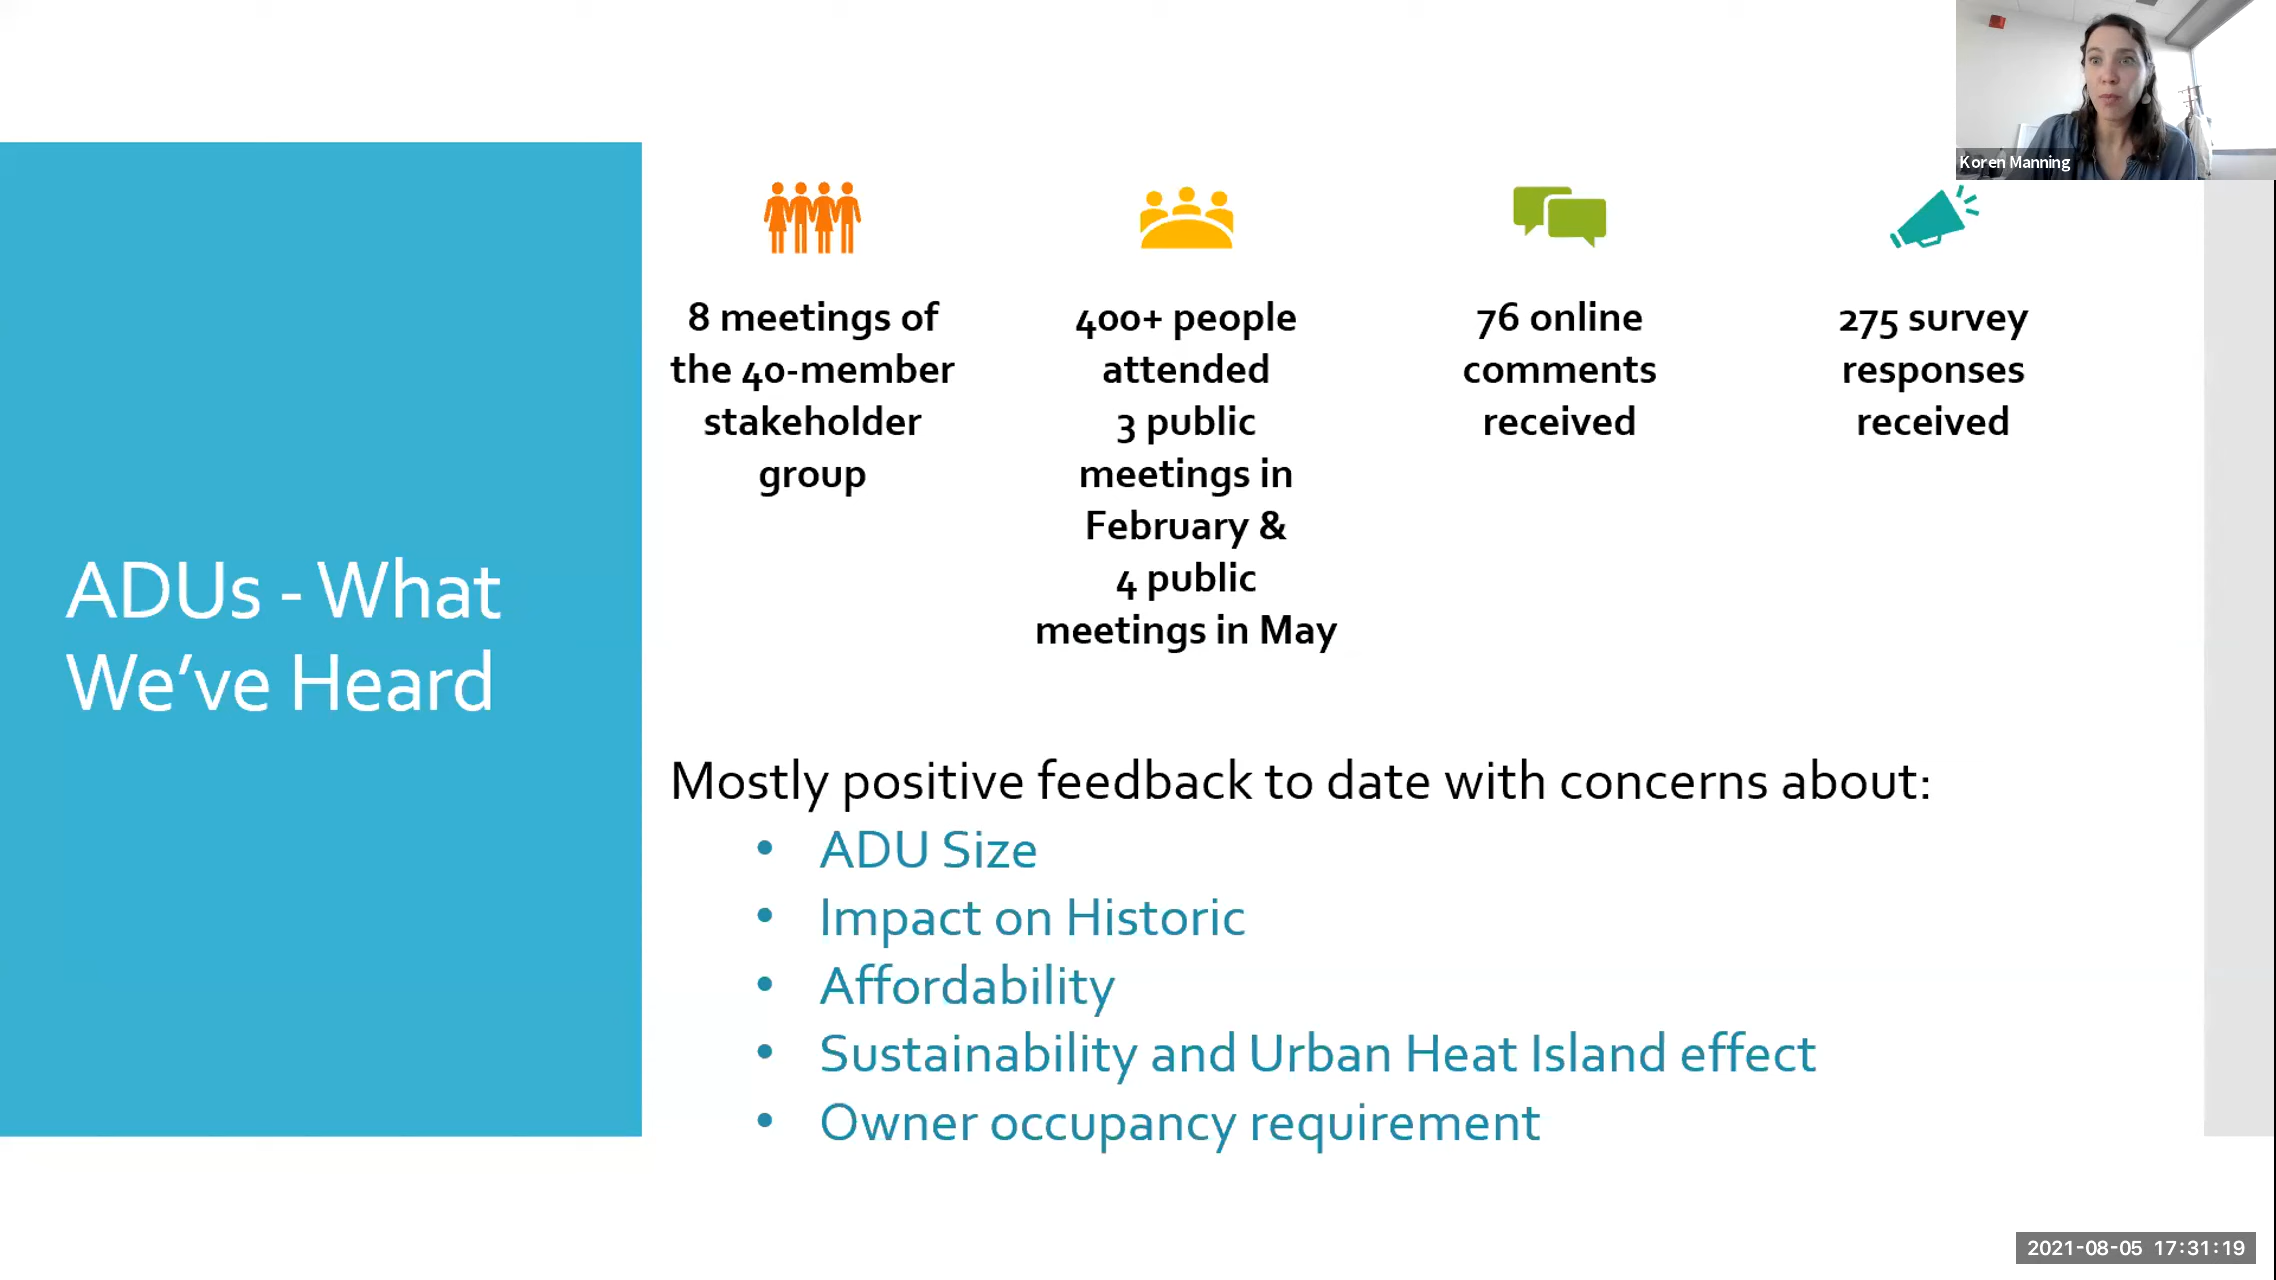 Koren Manning
ADUs - What
We've Heard
8 meetings of
the 40-member
stakeholder
group
400+ people
attended
3 public
meetings in
February &
4 public
meetings in May
76 online
comments
received
275 survey
responses
received
Mostly positive feedback to date with concerns about:
• ADU Size
• Impact on Historic
• Affordability
• Sustainability and Urban Heat Island effect
• Owner occupancy requirement
2021-08-05 17:31:19